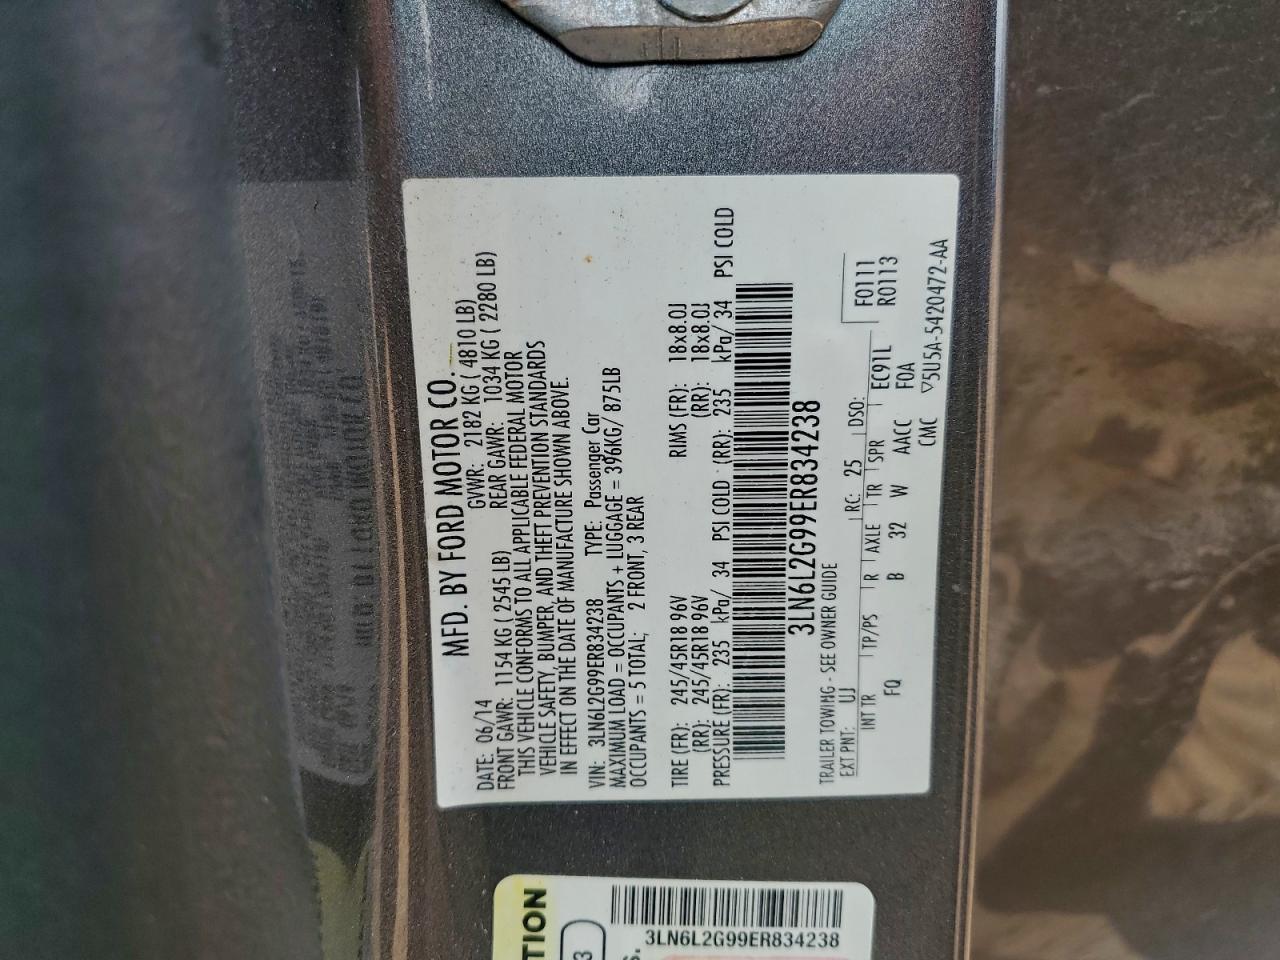 MFD. BY FORD MOTOR CO.
DATE: 06/14 GVWR: 2182 KG ( 4810 LB)
FRONT GAWR: 1154 KG ( 2545 LB) REAR GAWR: 1034 KG ( 2280 LB)
THIS VEHICLE CONFORMS TO ALL APPLICABLE FEDERAL MOTOR
VEHICLE SAFETY, BUMPER, AND THEFT PREVENTION STANDARDS
IN EFFECT ON THE DATE OF MANUFACTURE SHOWN ABOVE.
VIN: 3LN6L2G99ER834238 TYPE: Passenger Car
MAXIMUM LOAD = OCCUPANTS + LUGGAGE = 396KG/ 875LB
OCCUPANTS = 5 TOTAL; 2 FRONT, 3 REAR
TIRE (FR): 245/45R18 96V RIMS (FR): 18x8.0J
(RR): 245/45R18 96V (RR): 18x8.0J
PRESSURE (FR): 235 kPa/ 34 PSI COLD (RR): 235 kPa/ 34 PSI COLD
3LN6L2G99ER834238
TRAILER TOWING - SEE OWNER GUIDE
EXT PNT: UJ RC: 25 DSO:
F0111
R0113
INT TR TP/PS R AXLE TR SPR EC91L
FQ B 32 W AACC F0A
CMC ▽5U5A-5420472-AA
TION
3
S.
3LN6L2G99ER834238